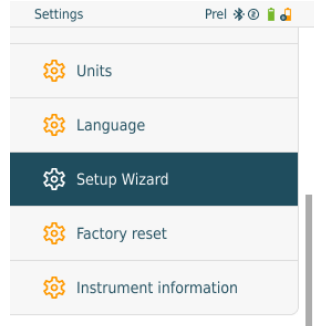 Settings Prel
Units
Language
Setup Wizard
Factory reset
Instrument information